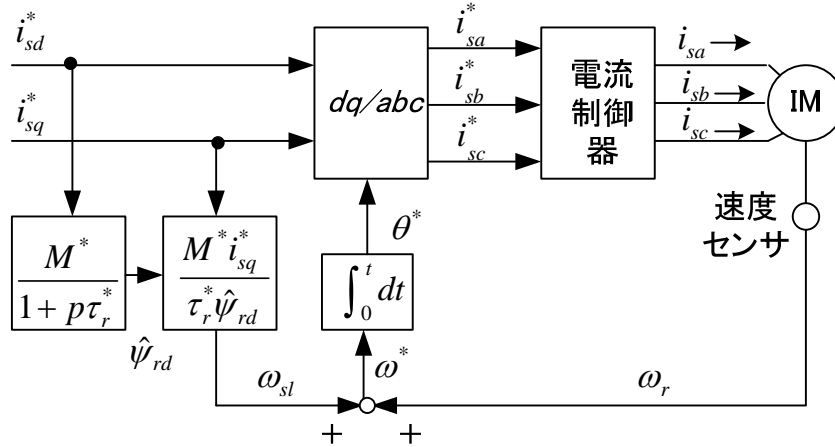 i*sd
i*sq
dq/abc
i*sa
i*sb
i*sc
電流
制御
器
isa
isb
isc
IM
速度
センサ
M*
1 + pτ*r
M* i*sq
τ*r ψ̂rd
ψ̂rd
θ*
∫0t dt
ω*
ωsl
ωr
+ +